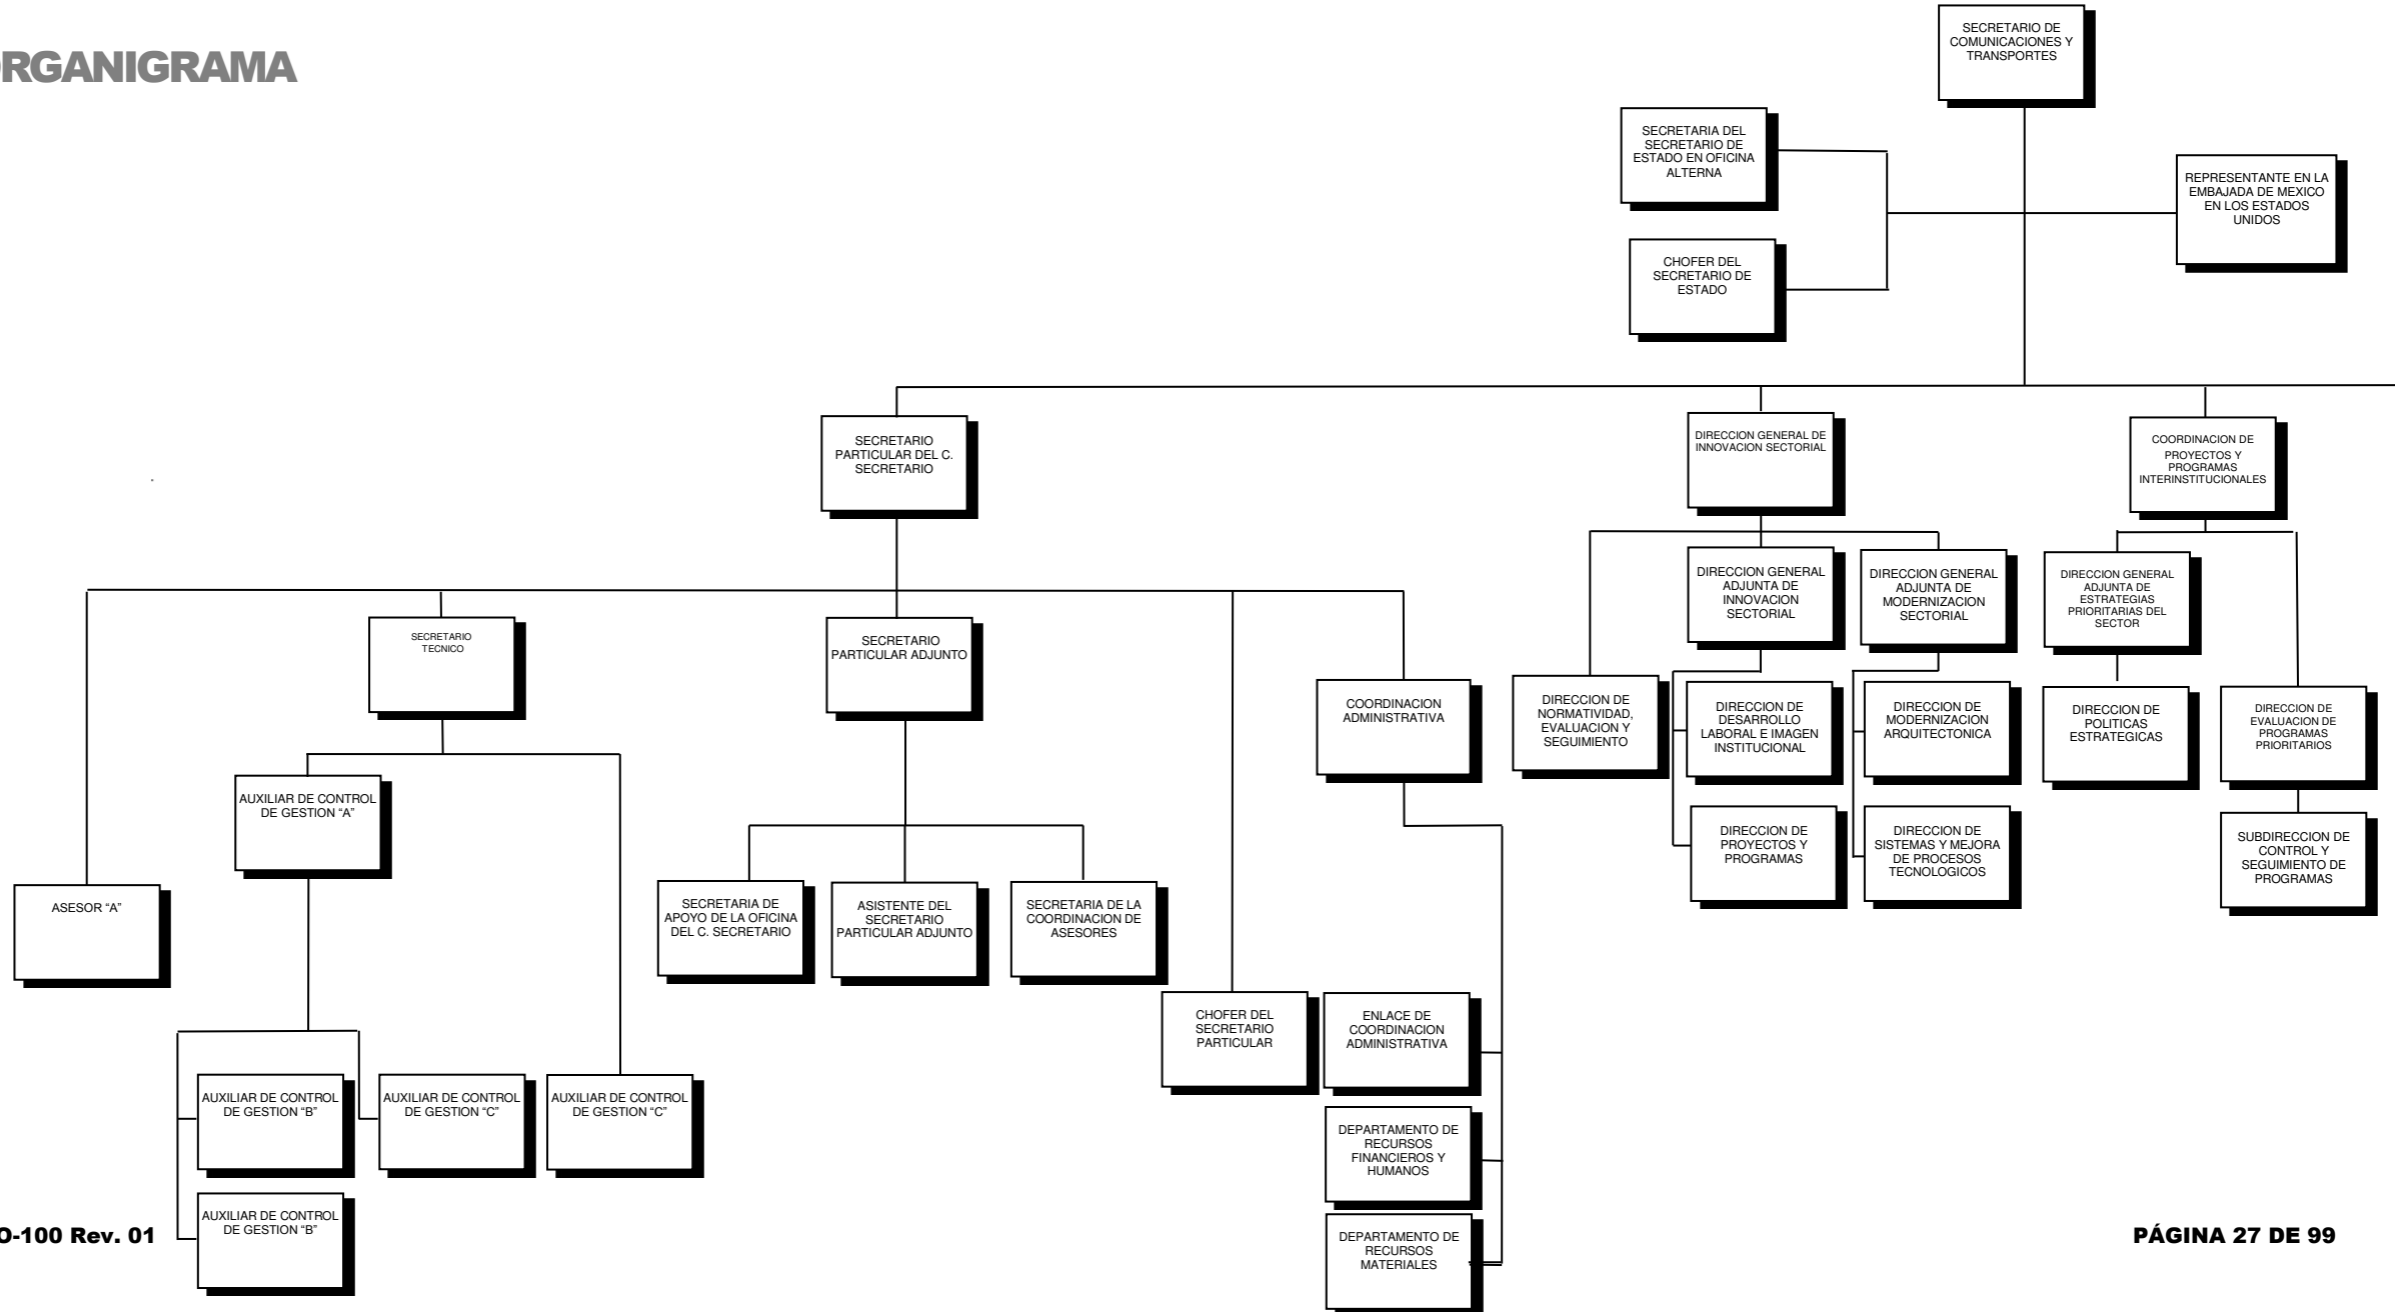 RGANIGRAMA
SECRETARIO DE
COMUNICACIONES Y
TRANSPORTES
SECRETARIA DEL
SECRETARIO DE
ESTADO EN OFICINA
ALTERNA
REPRESENTANTE EN LA
EMBAJADA DE MEXICO
EN LOS ESTADOS
UNIDOS
CHOFER DEL
SECRETARIO DE
ESTADO
SECRETARIO
PARTICULAR DEL C.
SECRETARIO
DIRECCION GENERAL DE
INNOVACION SECTORIAL
COORDINACION DE
PROYECTOS Y
PROGRAMAS
INTERINSTITUCIONALES
DIRECCION GENERAL
ADJUNTA DE
INNOVACION
SECTORIAL
DIRECCION GENERAL
ADJUNTA DE
MODERNIZACION
SECTORIAL
DIRECCION GENERAL
ADJUNTA DE
ESTRATEGIAS
PRIORITARIAS DEL
SECTOR
SECRETARIO
TECNICO
SECRETARIO
PARTICULAR ADJUNTO
COORDINACION
ADMINISTRATIVA
DIRECCION DE
NORMATIVIDAD,
EVALUACION Y
SEGUIMIENTO
DIRECCION DE
DESARROLLO
LABORAL E IMAGEN
INSTITUCIONAL
DIRECCION DE
MODERNIZACION
ARQUITECTONICA
DIRECCION DE
POLITICAS
ESTRATEGICAS
DIRECCION DE
EVALUACION DE
PROGRAMAS
PRIORITARIOS
AUXILIAR DE CONTROL
DE GESTION “A”
DIRECCION DE
PROYECTOS Y
PROGRAMAS
DIRECCION DE
SISTEMAS Y MEJORA
DE PROCESOS
TECNOLOGICOS
SUBDIRECCION DE
CONTROL Y
SEGUIMIENTO DE
PROGRAMAS
ASESOR “A”
SECRETARIA DE
APOYO DE LA OFICINA
DEL C. SECRETARIO
ASISTENTE DEL
SECRETARIO
PARTICULAR ADJUNTO
SECRETARIA DE LA
COORDINACION DE
ASESORES
CHOFER DEL
SECRETARIO
PARTICULAR
ENLACE DE
COORDINACION
ADMINISTRATIVA
AUXILIAR DE CONTROL
DE GESTION “B”
AUXILIAR DE CONTROL
DE GESTION “C”
AUXILIAR DE CONTROL
DE GESTION “C”
DEPARTAMENTO DE
RECURSOS
FINANCIEROS Y
HUMANOS
AUXILIAR DE CONTROL
DE GESTION “B”
DEPARTAMENTO DE
RECURSOS
MATERIALES
O-100 Rev. 01
PÁGINA 27 DE 99